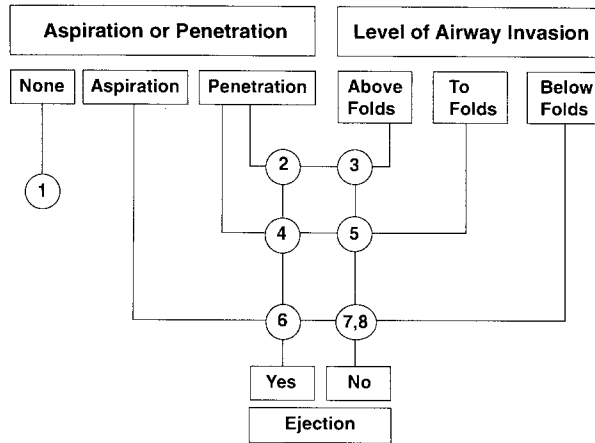 Aspiration or Penetration
Level of Airway Invasion
None
Aspiration
Penetration
Above
Folds
To
Folds
Below
Folds
1
2
3
4
5
6
7,8
Yes
No
Ejection